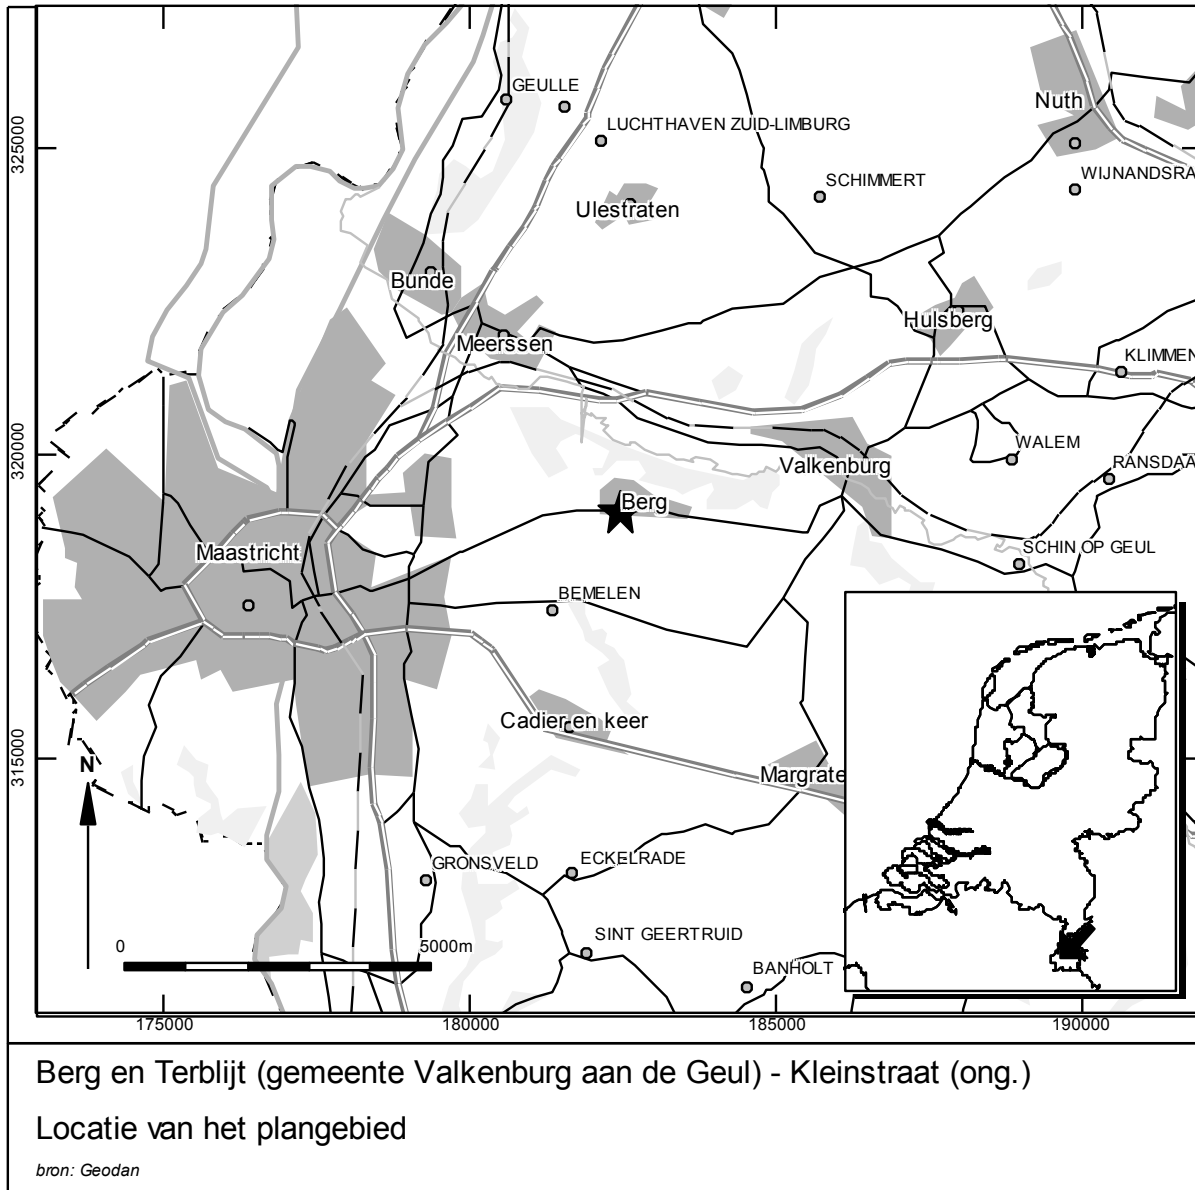 GEULLE
Nuth
LUCHTHAVEN ZUID-LIMBURG
325000
SCHIMMERT
WIJNANDSRA
Ulestraten
Bunde
Hulsberg
Meerssen
KLIMMEN
320000
WALEM
Valkenburg
RANSDAA
Berg
Maastricht
SCHIN OP GEUL
BEMELEN
Cadier en keer
315000
N
Margrate
GRONSVELD
ECKELRADE
SINT GEERTRUID
0 5000m
BANHOLT
175000 180000 185000 190000
Berg en Terblijt (gemeente Valkenburg aan de Geul) - Kleinstraat (ong.)
Locatie van het plangebied
bron: Geodan